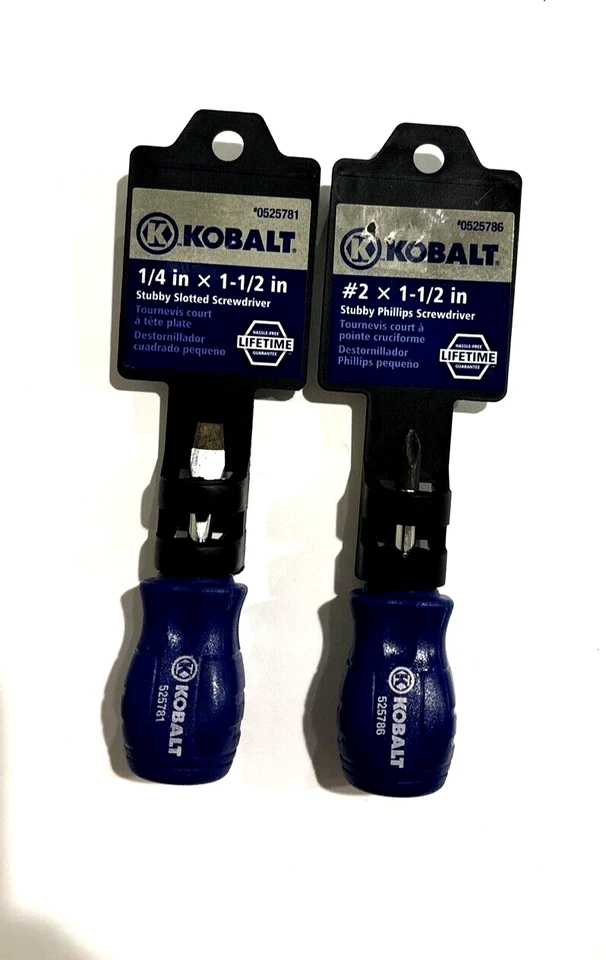 #0525781
K KOBALT.
1/4 in × 1-1/2 in
Stubby Slotted Screwdriver
Tournevis court
à tête plate
Destornillador
cuadrado pequeño
HASSLE-FREE
LIFETIME
GUARANTEE
K KOBALT
525781
#0525786
K KOBALT.
#2 × 1-1/2 in
Stubby Phillips Screwdriver
Tournevis court à
pointe cruciforme
Destornillador
Phillips pequeño
HASSLE-FREE
LIFETIME
GUARANTEE
K KOBALT
525786